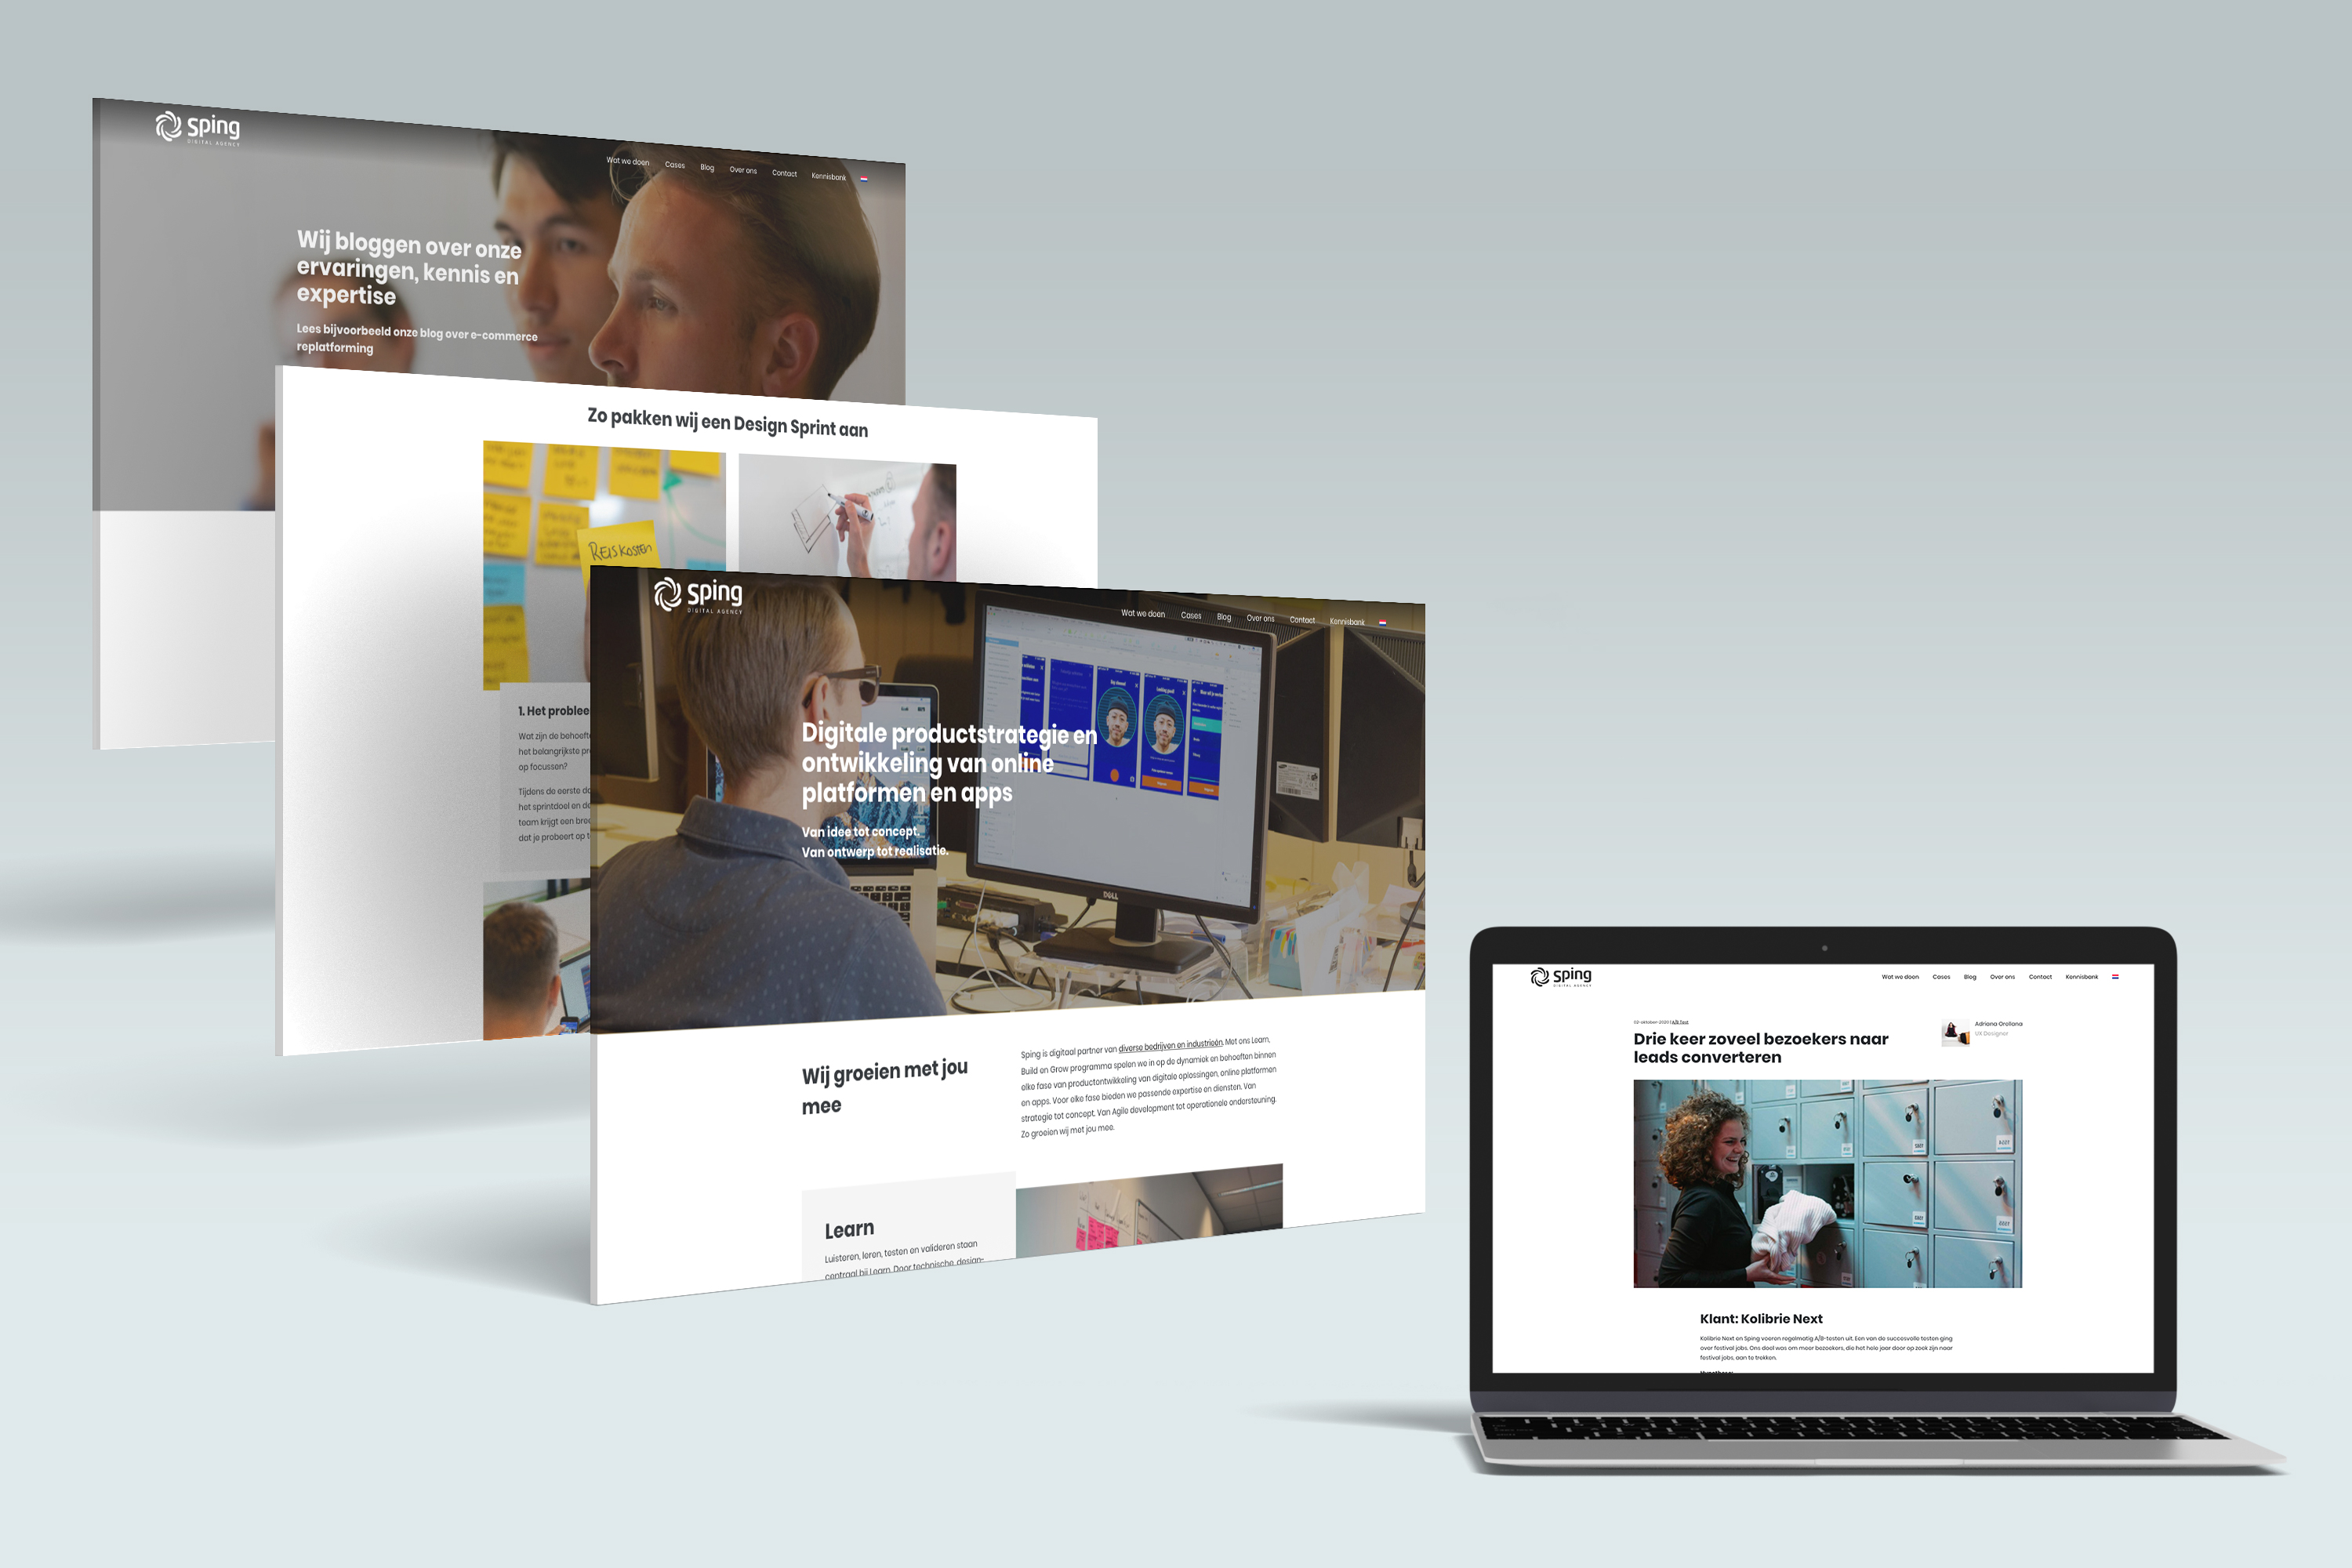 Sping
DIGITAL AGENCY
Wat we doen Cases Blog Over ons Contact Kennisbank
Wij bloggen over onze
ervaringen, kennis en
expertise
Lees bijvoorbeeld onze blog over e-commerce
replatforming
Zo pakken wij een Design Sprint aan
REISKOSTEN
1. Het problee
Wat zijn de behoeft
het belangrijkste pr
op focussen?
Tijdens de eerste da
het sprintdoel en de
team krijgt een bree
dat je probeert op t
Sping
DIGITAL AGENCY
Wat we doen Cases Blog Over ons Contact Kennisbank
Digitale productstrategie en
ontwikkeling van online
platformen en apps
Van idee tot concept.
Van ontwerp tot realisatie.
DELL
Wij groeien met jou
mee
Sping is digitaal partner van diverse bedrijven en industrieën. Met ons Learn,
Build en Grow programma spelen we in op de dynamiek en behoeften binnen
elke fase van productontwikkeling van digitale oplossingen, online platformen
en apps. Voor elke fase bieden we passende expertise en diensten. Van
strategie tot concept. Van Agile development tot operationele ondersteuning.
Zo groeien wij met jou mee.
Learn
Luisteren, leren, testen en valideren staan
centraal bij Learn. Door technische, design-
Sping
DIGITAL AGENCY
Wat we doen Cases Blog Over ons Contact Kennisbank
02-oktober-2020 | A/B Test
Drie keer zoveel bezoekers naar
leads converteren
Adriana Orellana
UX Designer
Klant: Kolibrie Next
Kolibrie Next en Sping voeren regelmatig A/B-testen uit. Een van de succesvolle testen ging
over festival jobs. Ons doel was om meer bezoekers, die het hele jaar door op zoek zijn naar
festival jobs, aan te trekken.